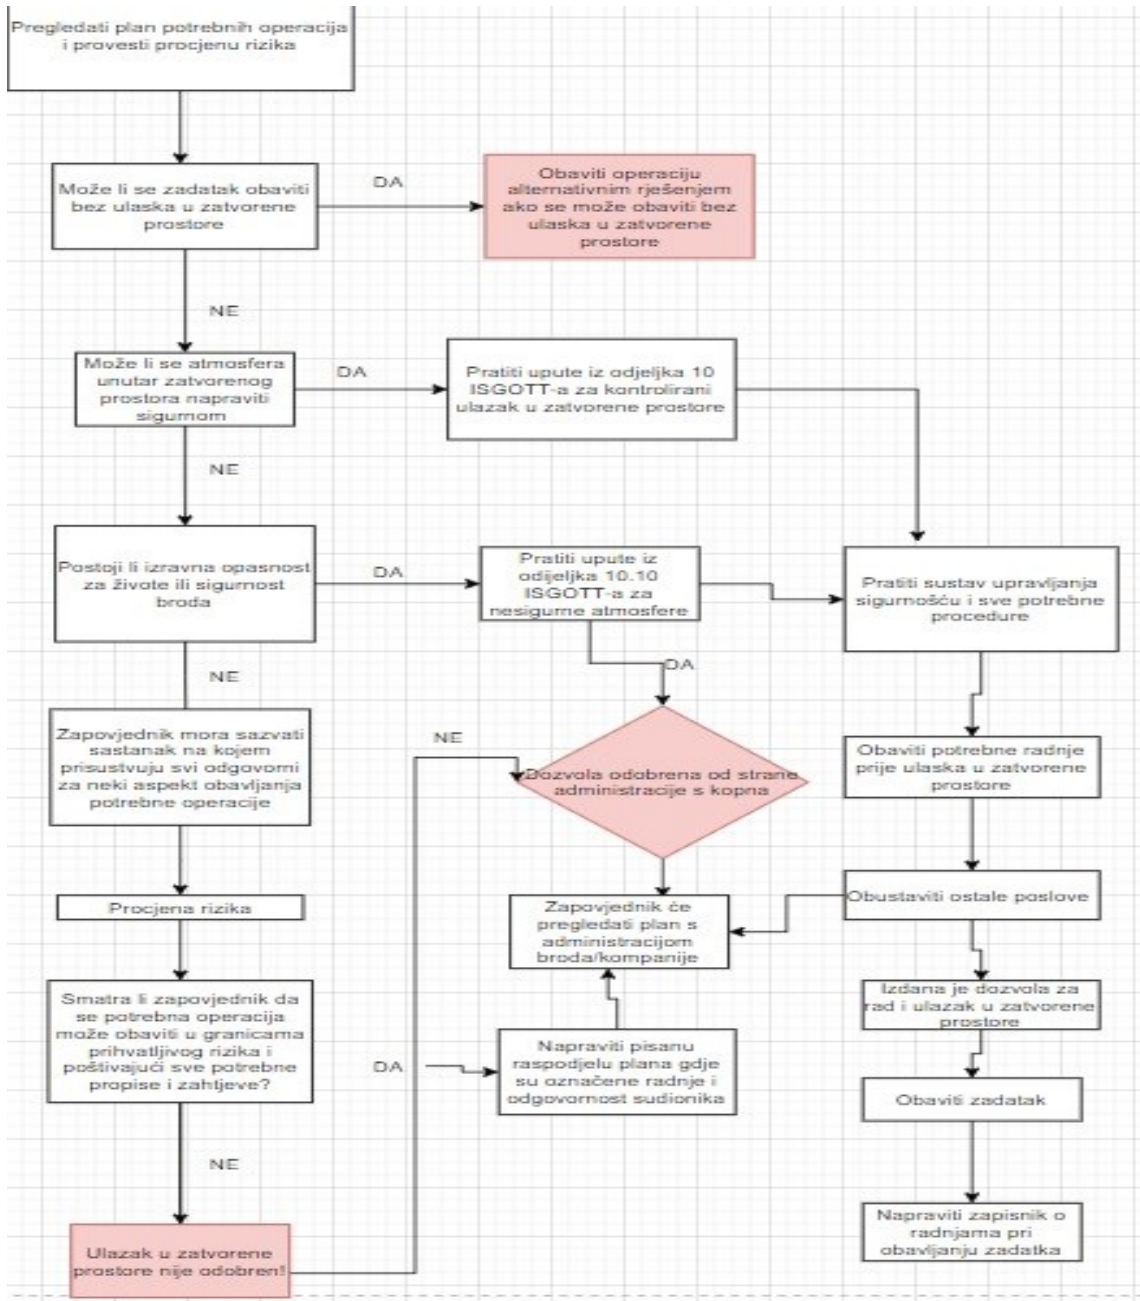 Pregledati plan potrebnih operacija
i provesti procjenu rizika
Može li se zadatak obaviti
bez ulaska u zatvorene
prostore
DA
Obaviti operaciju
alternativnim rješenjem
ako se može obaviti bez
ulaska u zatvorene
prostore
NE
Može li se atmosfera
unutar zatvorenog
prostora napraviti
sigurnom
DA
Pratiti upute iz odjeljka 10
ISGOTT-a za kontrolirani
ulazak u zatvorene prostore
NE
Postoji li izravna opasnost
za živote ili sigurnost
broda
DA
Pratiti upute iz
odijeljka 10.10
ISGOTT-a za
nesigurne atmosfere
Pratiti sustav upravljanja
sigurnošću i sve potrebne
procedure
NE
DA
Zapovjednik mora sazvati
sastanak na kojem
prisustvuju svi odgovorni
za neki aspekt obavljanja
potrebne operacije
NE
Dozvola odobrena od strane
administracije s kopna
Obaviti potrebne radnje
prije ulaska u zatvorene
prostore
Procjena rizika
Zapovjednik će
pregledati plan s
administracijom
broda/kompanije
Obustaviti ostale poslove
Smatra li zapovjednik da
se potrebna operacija
može obaviti u granicama
prihvatljivog rizika i
poštivajući sve potrebne
propise i zahtjeve?
DA
Napraviti pisanu
raspodjelu plana gdje
su označene radnje i
odgovornost sudionika
Izdana je dozvola za
rad i ulazak u zatvorene
prostore
Obaviti zadatak
NE
Ulazak u zatvorene
prostore nije odobren!
Napraviti zapisnik o
radnjama pri
obavljanju zadatka